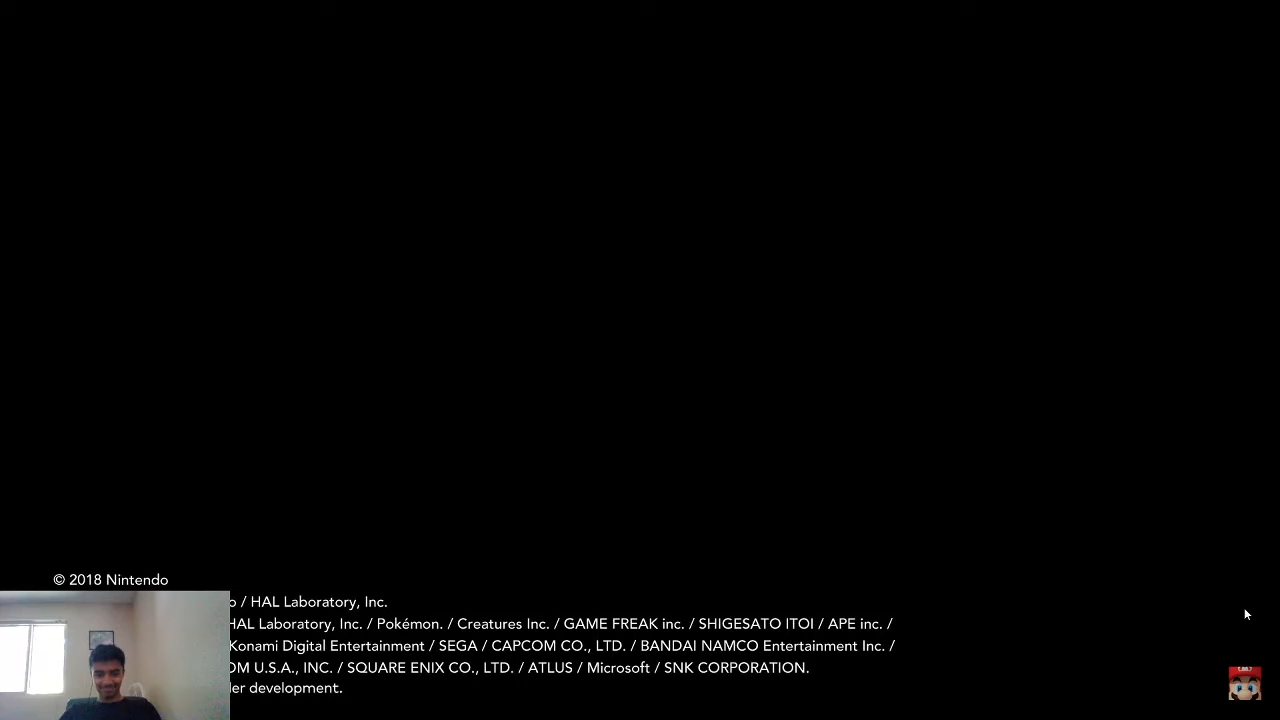 © 2018 Nintendo
/ HAL Laboratory, Inc.
HAL Laboratory, Inc. / Pokémon. / Creatures Inc. / GAME FREAK inc. / SHIGESATO ITOI / APE inc. /
Konami Digital Entertainment / SEGA / CAPCOM CO., LTD. / BANDAI NAMCO Entertainment Inc. /
U.S.A., INC. / SQUARE ENIX CO., LTD. / ATLUS / Microsoft / SNK CORPORATION.
development.